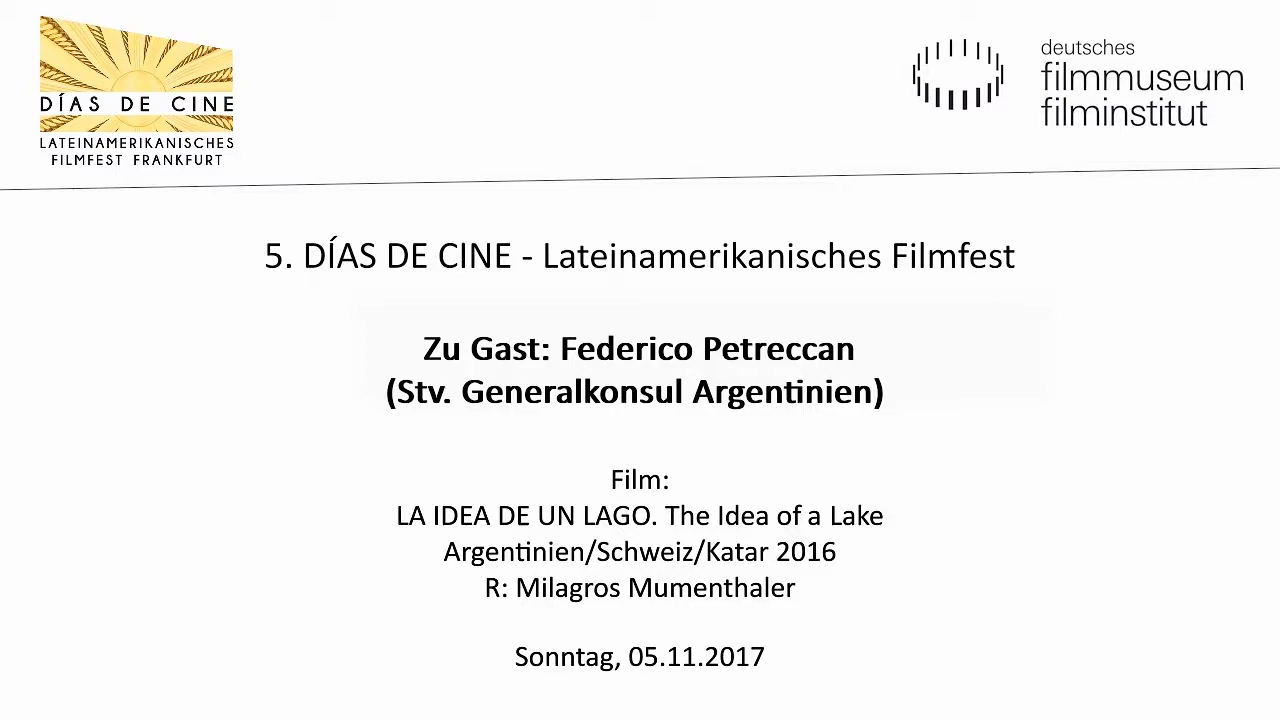 DÍAS DE CINE
LATEINAMERIKANISCHES
FILMFEST FRANKFURT
deutsches
filmmuseum
filminstitut
5. DÍAS DE CINE - Lateinamerikanisches Filmfest
Zu Gast: Federico Petreccan
(Stv. Generalkonsul Argentinien)
Film:
LA IDEA DE UN LAGO. The Idea of a Lake
Argentinien/Schweiz/Katar 2016
R: Milagros Mumenthaler
Sonntag, 05.11.2017